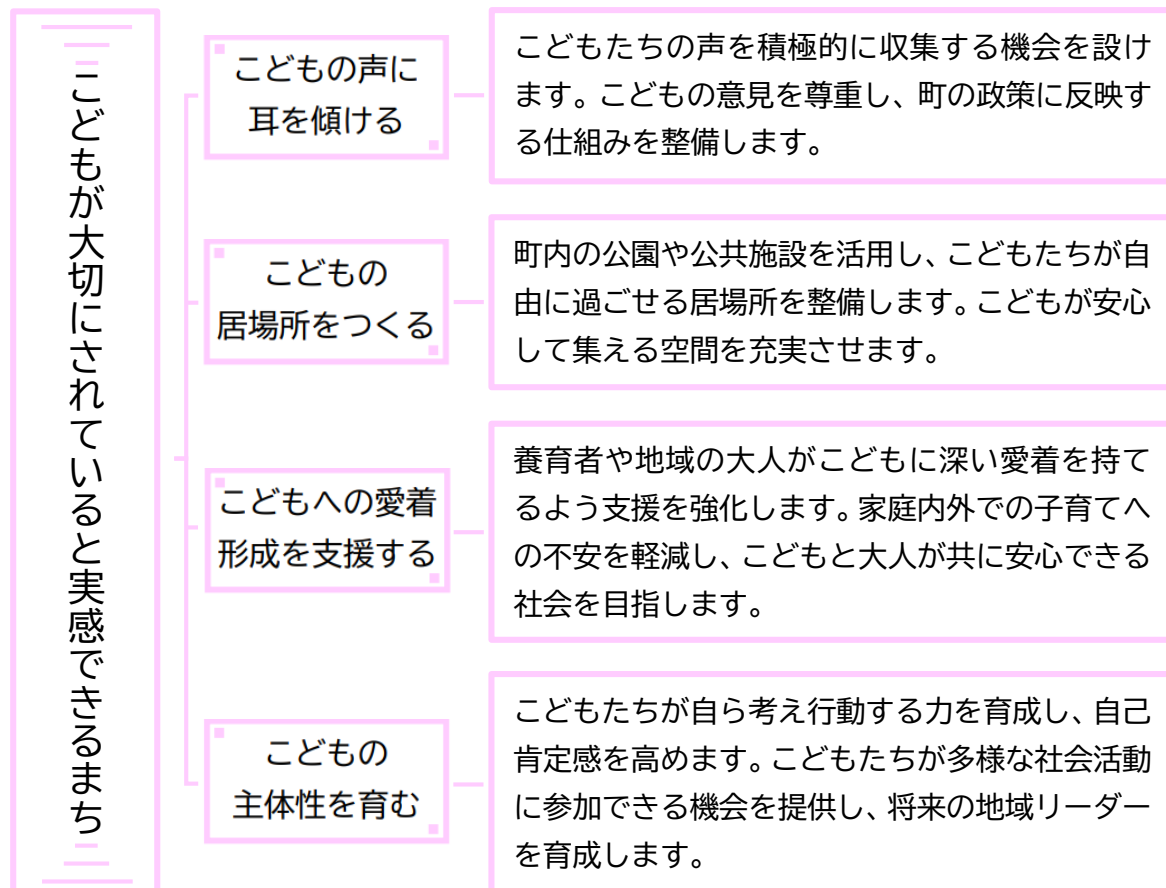 こどもが大切にされていると実感できるまち
こどもの声に
耳を傾ける
こどもたちの声を積極的に収集する機会を設け
ます。こどもの意見を尊重し、町の政策に反映す
る仕組みを整備します。
こどもの
居場所をつくる
町内の公園や公共施設を活用し、こどもたちが自
由に過ごせる居場所を整備します。こどもが安心
して集える空間を充実させます。
こどもへの愛着
形成を支援する
養育者や地域の大人がこどもに深い愛着を持て
るよう支援を強化します。家庭内外での子育てへ
の不安を軽減し、こどもと大人が共に安心できる
社会を目指します。
こどもの
主体性を育む
こどもたちが自ら考え行動する力を育成し、自己
肯定感を高めます。こどもたちが多様な社会活動
に参加できる機会を提供し、将来の地域リーダー
を育成します。